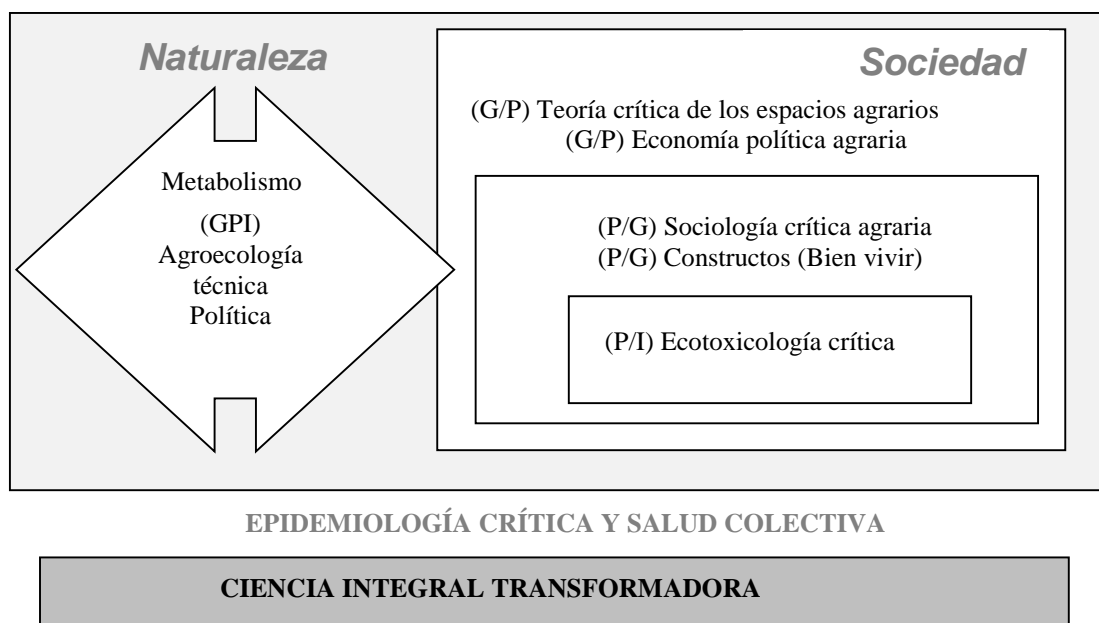 Naturaleza
Sociedad
Metabolismo
(GPI)
Agroecología
técnica
Política
(G/P) Teoría crítica de los espacios agrarios
(G/P) Economía política agraria
(P/G) Sociología crítica agraria
(P/G) Constructos (Bien vivir)
(P/I) Ecotoxicología crítica
EPIDEMIOLOGÍA CRÍTICA Y SALUD COLECTIVA
CIENCIA INTEGRAL TRANSFORMADORA